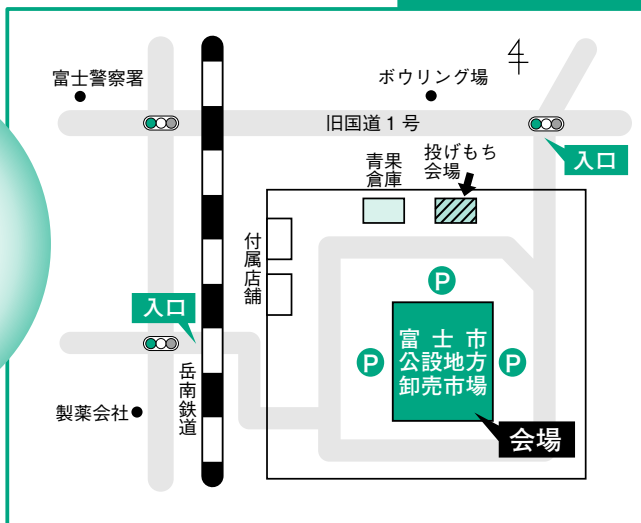 富士警察署
ボウリング場
旧国道1号
入口
青果
倉庫
投げもち
会場
付属店舗
P
入口
P
富士市
公設地方
卸売市場
P
岳南鉄道
製薬会社
会場